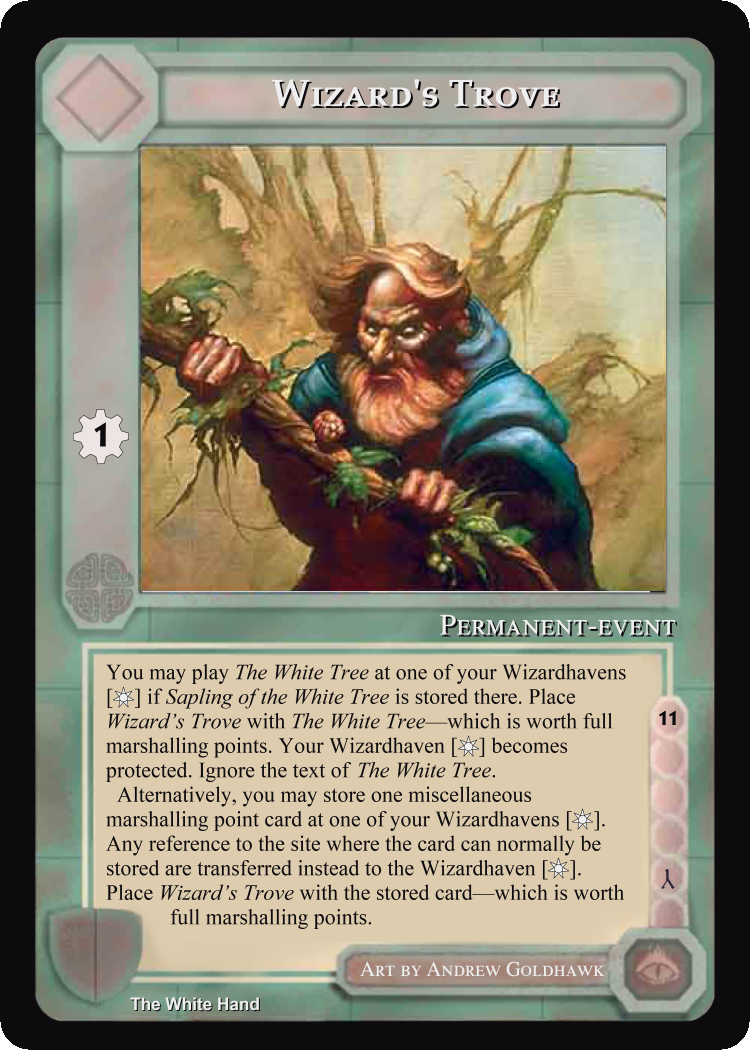 Wizard's Trove
1
Permanent-event
You may play The White Tree at one of your Wizardhavens
[] if Sapling of the White Tree is stored there. Place
Wizard's Trove with The White Tree—which is worth full
marshalling points. Your Wizardhaven [] becomes
protected. Ignore the text of The White Tree.
Alternatively, you may store one miscellaneous
marshalling point card at one of your Wizardhavens [].
Any reference to the site where the card can normally be
stored are transferred instead to the Wizardhaven [].
Place Wizard's Trove with the stored card—which is worth
full marshalling points.
11
Art by Andrew Goldhawk
The White Hand